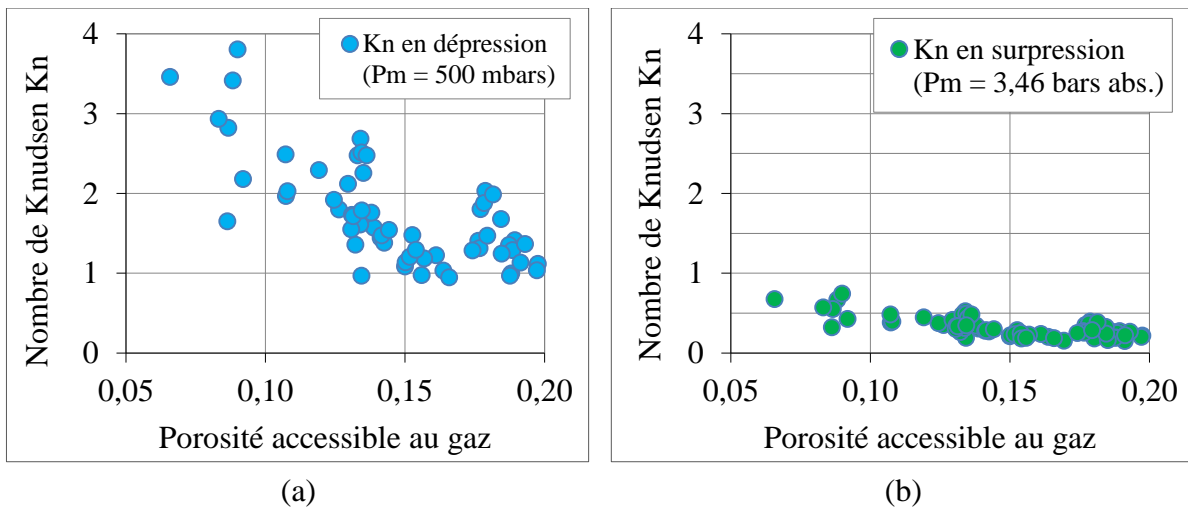 Nombre de Knudsen Kn
4
3
2
1
0
0,05 0,10 0,15 0,20
Kn en dépression
(Pm = 500 mbars)
Porosité accessible au gaz
(a)
Nombre de Knudsen Kn
4
3
2
1
0
0,05 0,10 0,15 0,20
Kn en surpression
(Pm = 3,46 bars abs.)
Porosité accessible au gaz
(b)